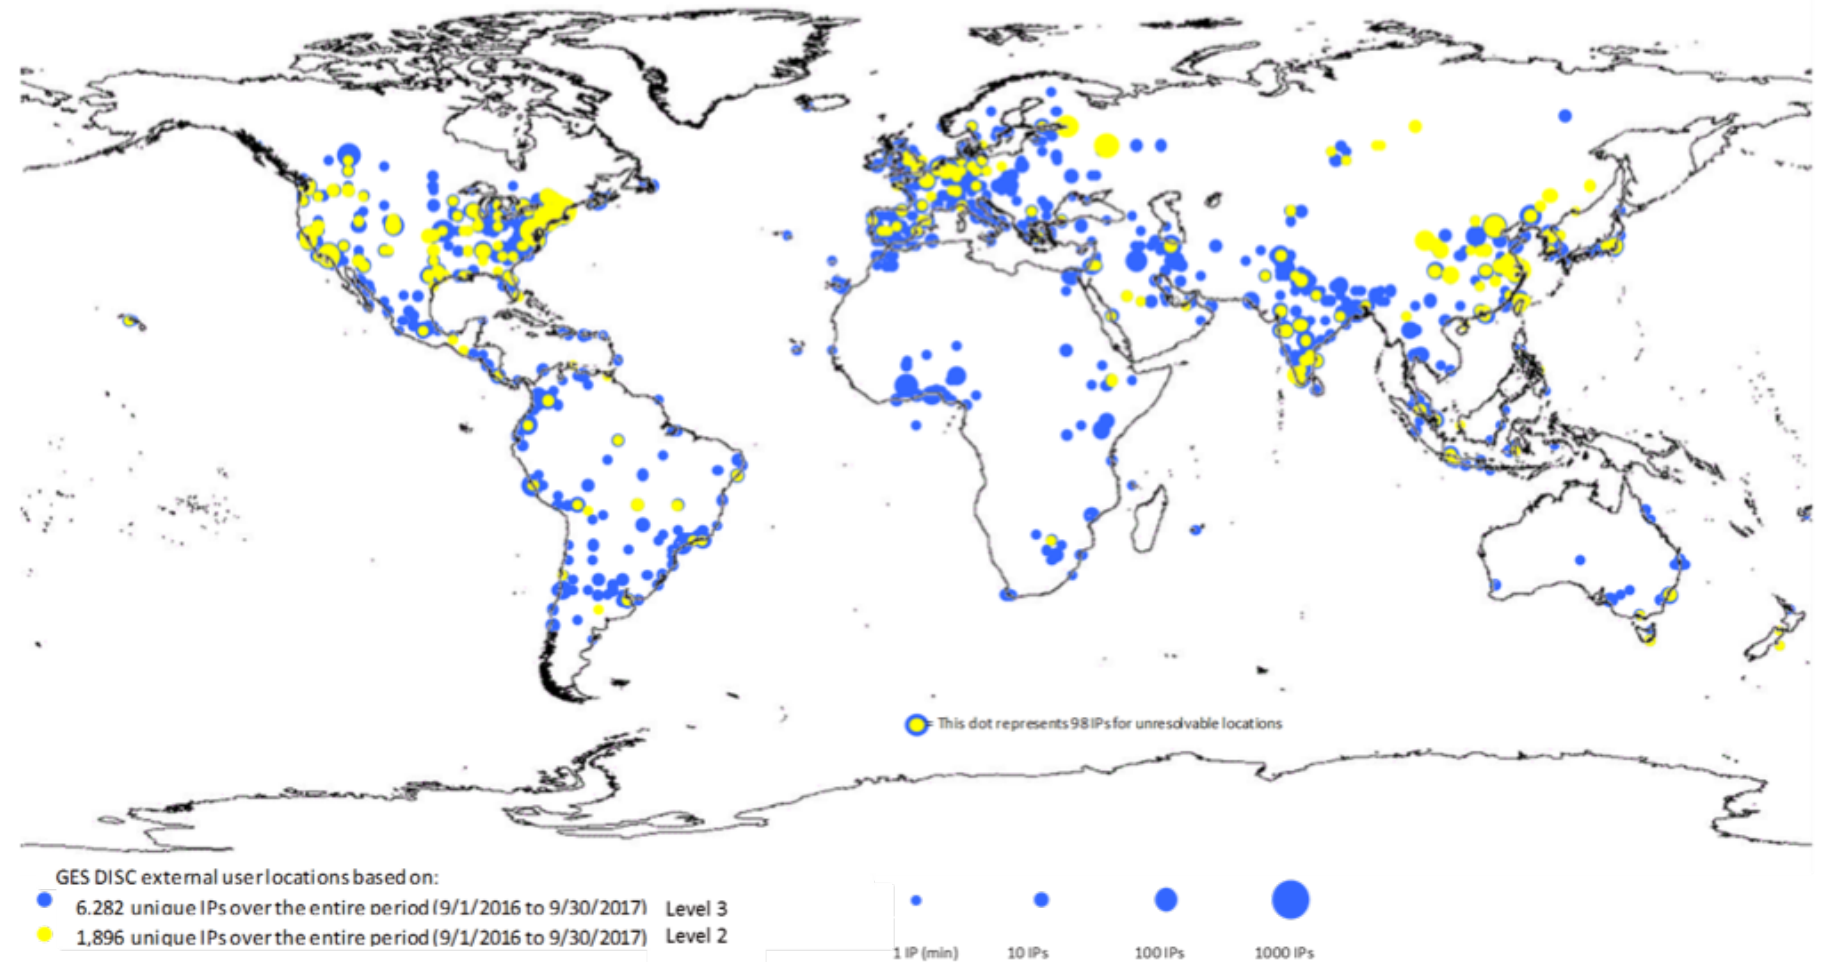 = This dot represents 98 IPs for unresolvable locations
GES DISC external user locations based on:
6.282 unique IPs over the entire period (9/1/2016 to 9/30/2017) Level 3
1,896 unique IPs over the entire period (9/1/2016 to 9/30/2017) Level 2
1 IP (min) 10 IPs 100 IPs 1000 IPs